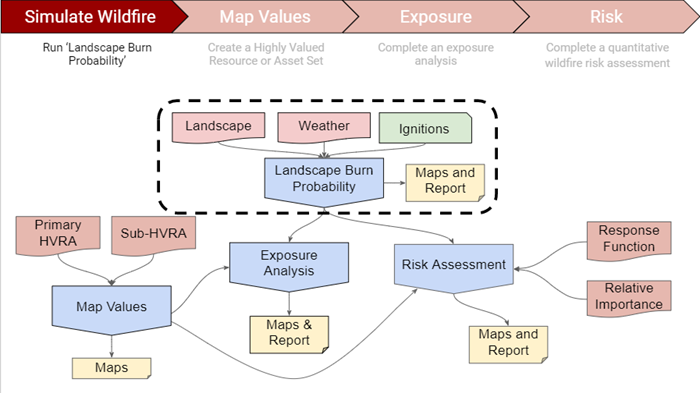 Simulate Wildfire
Map Values
Exposure
Risk
Run ‘Landscape Burn
Probability’
Create a Highly Valued
Resource or Asset Set
Complete an exposure
analysis
Complete a quantitative
wildfire risk assessment
Landscape
Weather
Ignitions
Landscape Burn
Probability
Maps and
Report
Primary
HVRA
Sub-HVRA
Exposure
Analysis
Risk Assessment
Response
Function
Map Values
Relative
Importance
Maps &
Report
Maps and
Report
Maps